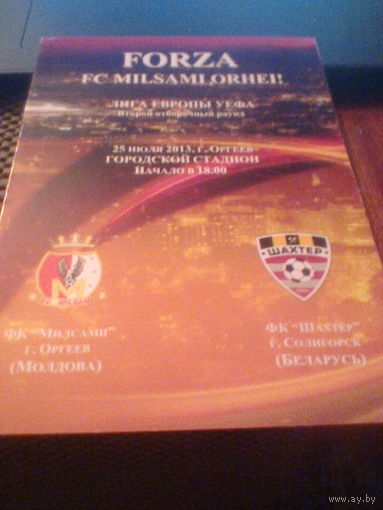 FORZA
FC MILSAMI ORHEI!
ЛИГА ЕВРОПЫ УЕФА
Второй отборочный раунд
25 июля 2013, г. Оргеев
Городской стадион
Начало в 18.00
M
ШАХТЕР
ФК "Милсами"
г. Оргеев
(Молдова)
ФК "Шахтер"
г. Солигорск
(Беларусь)
www.ay.by